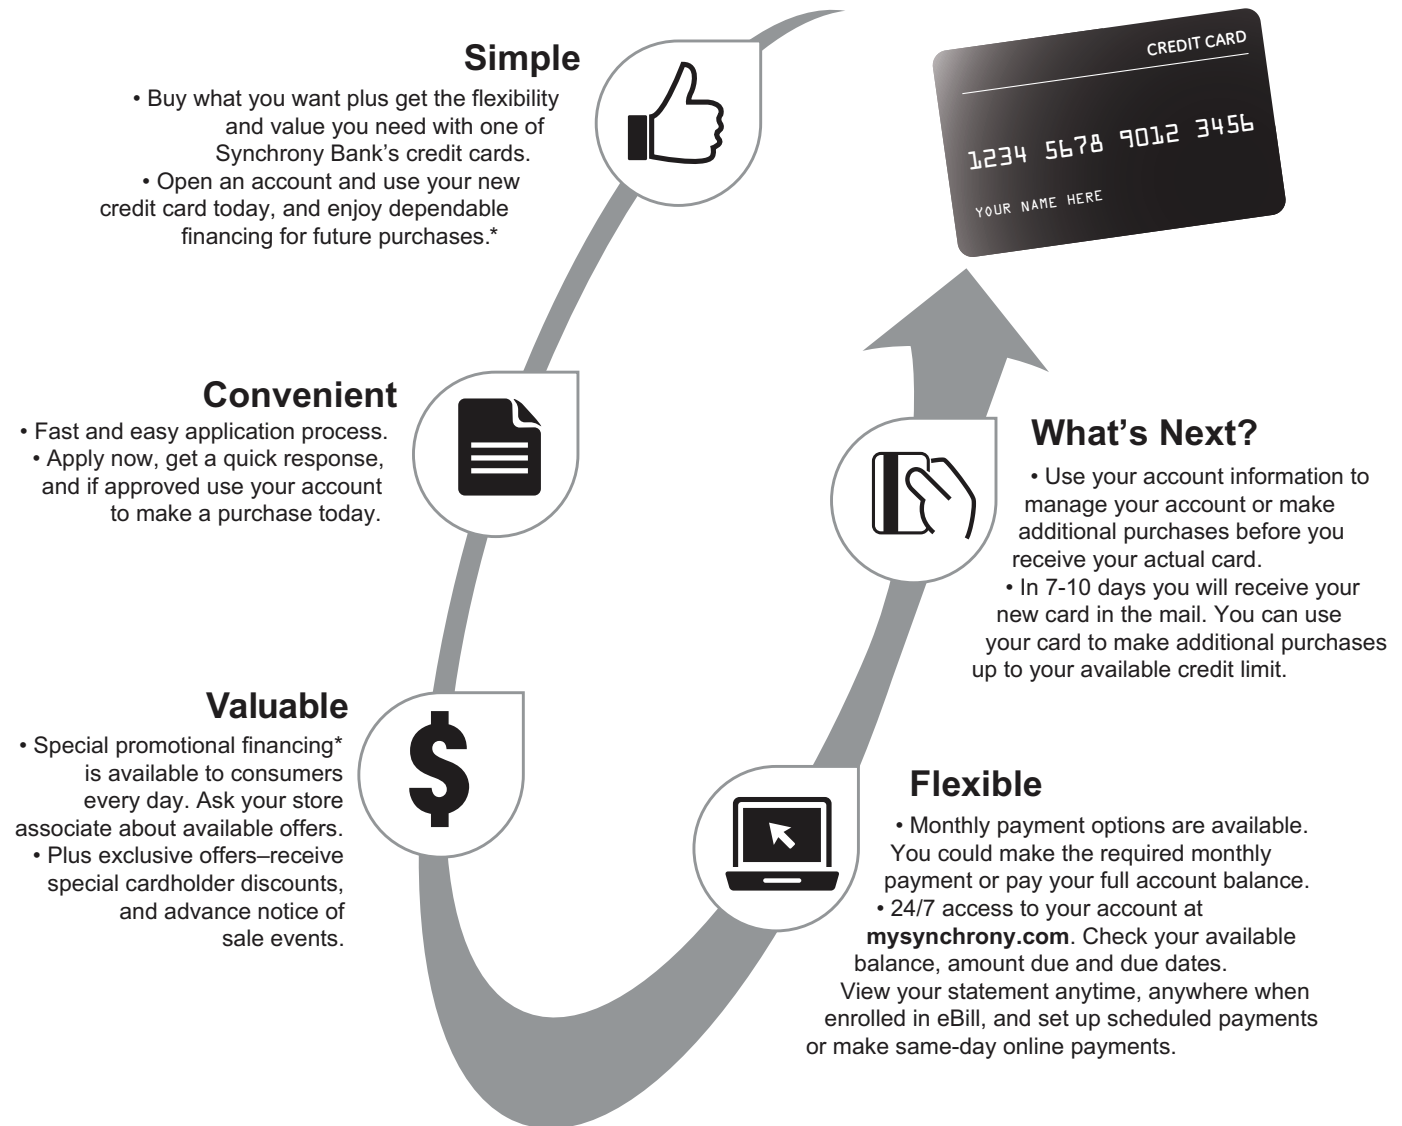 Simple
• Buy what you want plus get the flexibility
and value you need with one of
Synchrony Bank's credit cards.
• Open an account and use your new
credit card today, and enjoy dependable
financing for future purchases.*
CREDIT CARD
1234 5678 9012 3456
YOUR NAME HERE
Convenient
• Fast and easy application process.
• Apply now, get a quick response,
and if approved use your account
to make a purchase today.
Valuable
• Special promotional financing*
is available to consumers
every day. Ask your store
associate about available offers.
• Plus exclusive offers–receive
special cardholder discounts,
and advance notice of
sale events.
$
Flexible
• Monthly payment options are available.
You could make the required monthly
payment or pay your full account balance.
• 24/7 access to your account at
mysynchrony.com. Check your available
balance, amount due and due dates.
View your statement anytime, anywhere when
enrolled in eBill, and set up scheduled payments
or make same-day online payments.
What's Next?
• Use your account information to
manage your account or make
additional purchases before you
receive your actual card.
• In 7-10 days you will receive your
new card in the mail. You can use
your card to make additional purchases
up to your available credit limit.